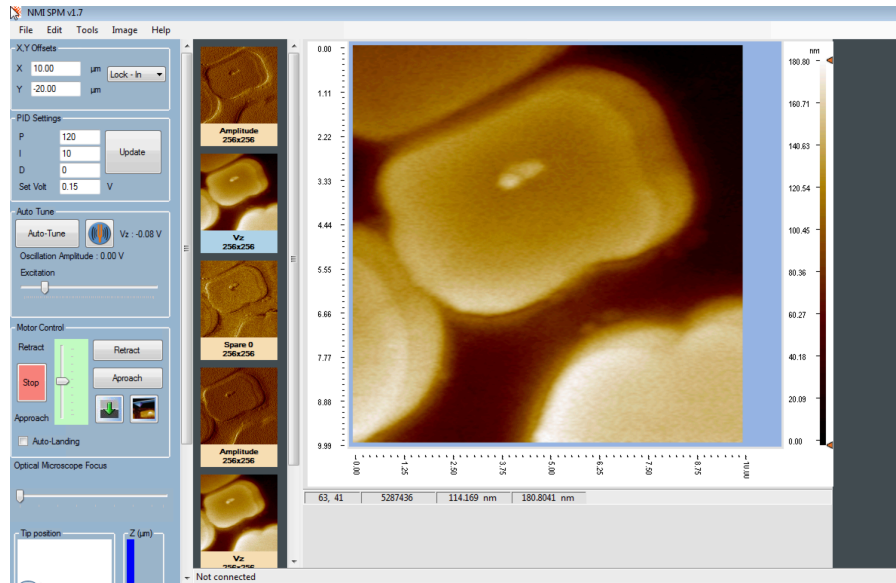 NMI SPM v1.7
File Edit Tools Image Help
X,Y Offsets
X 10.00 µm
Lock - In
Y -20.00 µm
PID Settings
P 120
I 10
Update
D 0
Set Volt 0.15 V
Auto Tune
Auto-Tune Vz : -0.08 V
Oscillation Amplitude : 0.00 V
Excitation
Motor Control
Retract
Retract
Stop
Aproach
Approach
Auto-Landing
Optical Microscope Focus
Tip position
Z (µm)
Amplitude
256x256
Vz
256x256
Spare 0
256x256
Amplitude
256x256
Vz
256x256
0.00
1.11
2.22
3.33
4.44
5.55
6.66
7.77
8.88
9.99
0.00 1.25 2.50 3.75 5.00 6.25 7.50 8.75 10.00
nm
180.80
160.71
140.63
120.54
100.45
80.36
60.27
40.18
20.09
0.00
63, 41 5287436 114.169 nm 180.8041 nm
Not connected